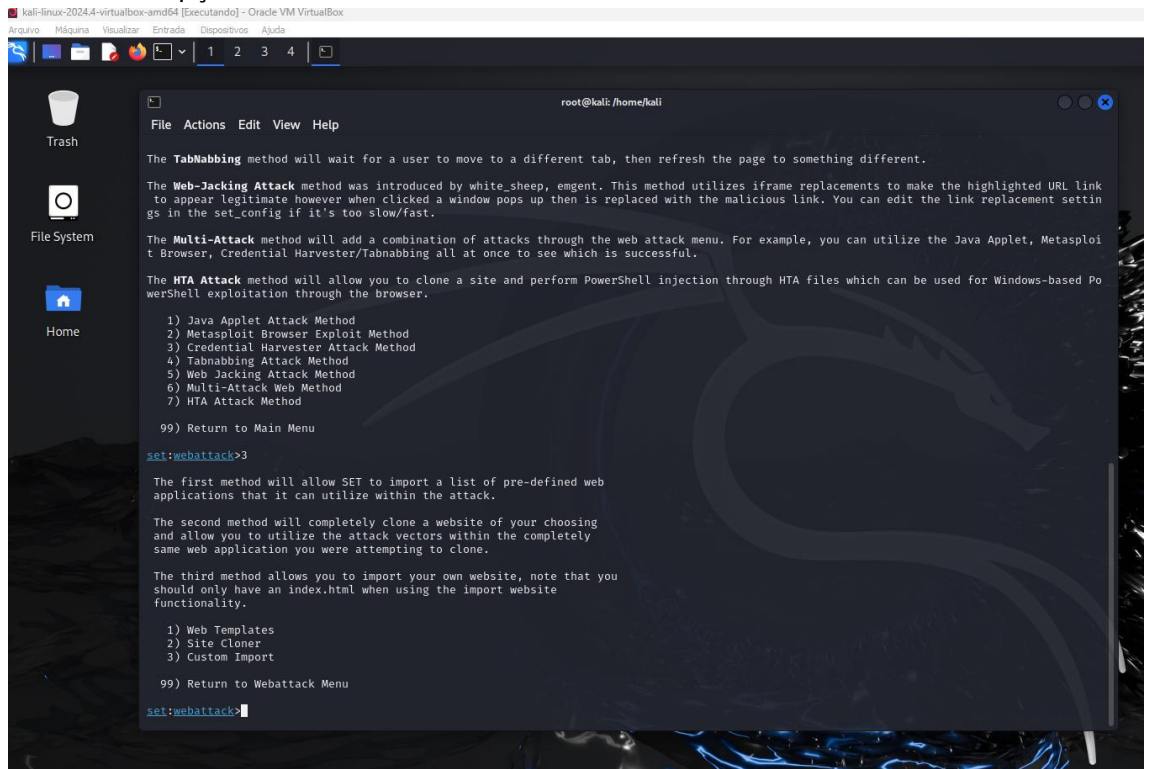 kali-linux-2024.4-virtualbox-amd64 [Executando] - Oracle VM VirtualBox
Arquivo Máquina Visualizar Entrada Dispositivos Ajuda
1 2 3 4
root@kali: /home/kali
File Actions Edit View Help
Trash
File System
Home
The TabNabbing method will wait for a user to move to a different tab, then refresh the page to something different.
The Web-Jacking Attack method was introduced by white_sheep, emgent. This method utilizes iframe replacements to make the highlighted URL link
to appear legitimate however when clicked a window pops up then is replaced with the malicious link. You can edit the link replacement settin
gs in the set_config if it's too slow/fast.
The Multi-Attack method will add a combination of attacks through the web attack menu. For example, you can utilize the Java Applet, Metasploi
t Browser, Credential Harvester/Tabnabbing all at once to see which is successful.
The HTA Attack method will allow you to clone a site and perform PowerShell injection through HTA files which can be used for Windows-based Po
werShell exploitation through the browser.
1) Java Applet Attack Method
2) Metasploit Browser Exploit Method
3) Credential Harvester Attack Method
4) Tabnabbing Attack Method
5) Web Jacking Attack Method
6) Multi-Attack Web Method
7) HTA Attack Method
99) Return to Main Menu
set:webattack>3
The first method will allow SET to import a list of pre-defined web
applications that it can utilize within the attack.
The second method will completely clone a website of your choosing
and allow you to utilize the attack vectors within the completely
same web application you were attempting to clone.
The third method allows you to import your own website, note that you
should only have an index.html when using the import website
functionality.
1) Web Templates
2) Site Cloner
3) Custom Import
99) Return to Webattack Menu
set:webattack>